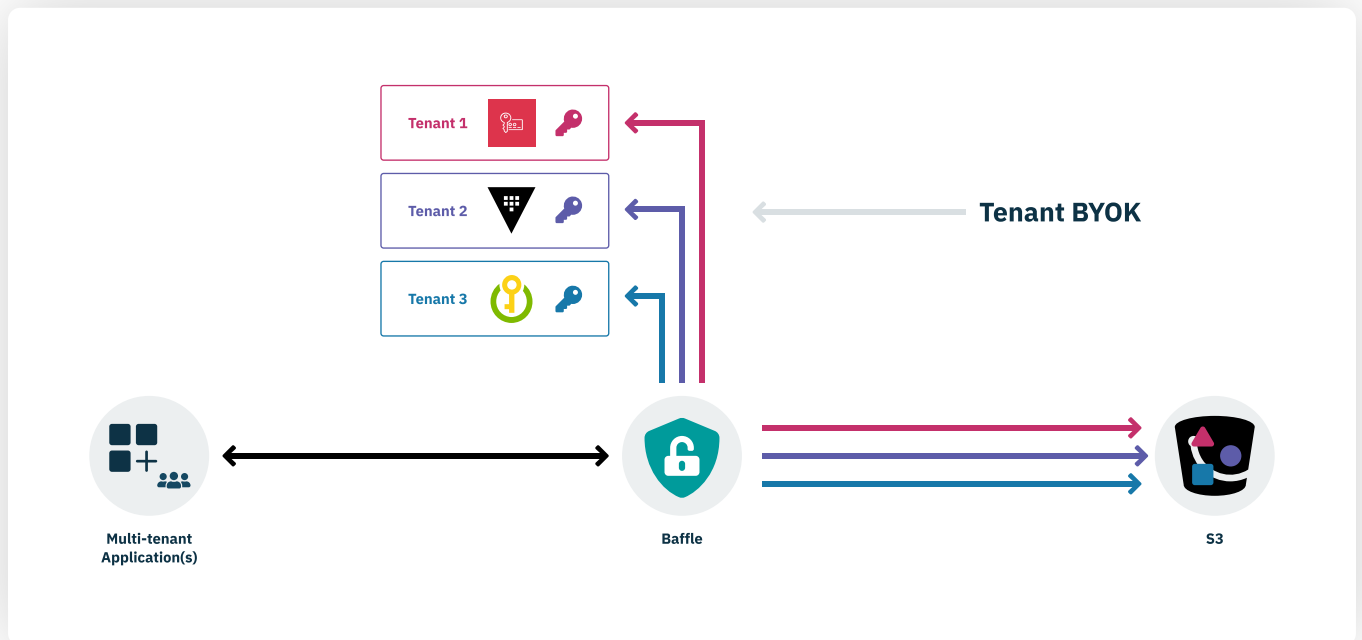 Tenant 1
Tenant 2
Tenant BYOK
Tenant 3
Multi-tenant
Application(s)
Baffle
S3